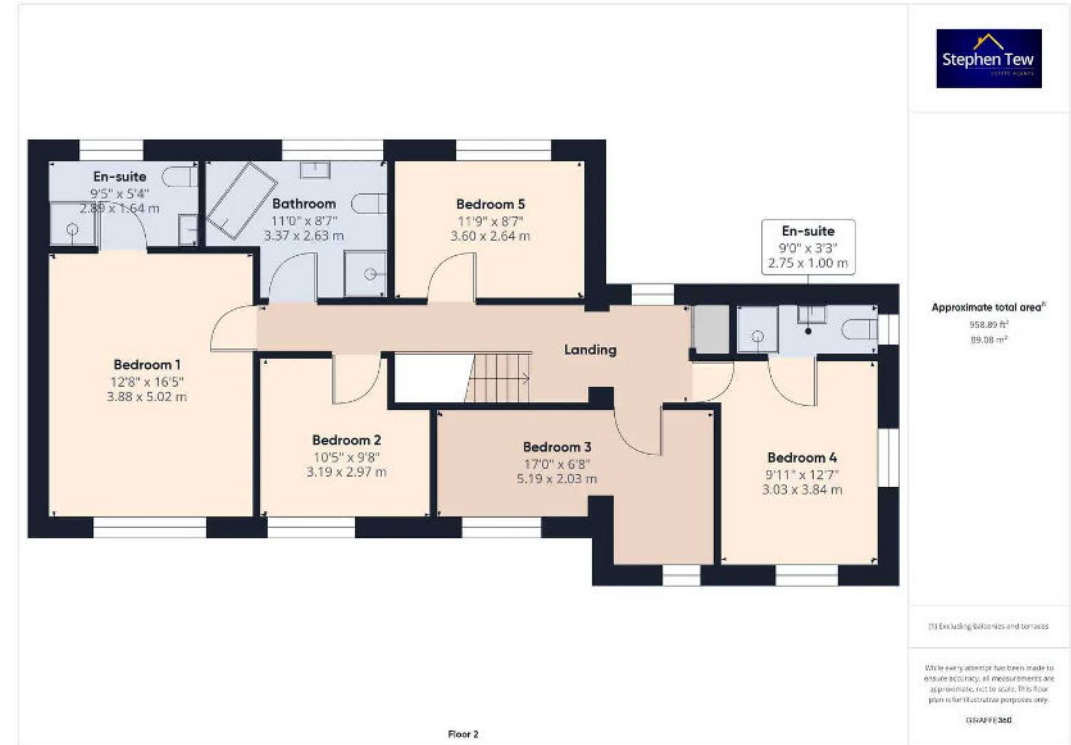 Stephen Tew
ESTATE AGENTS
En-suite
9'5" x 5'4"
2.89 x 1.64 m
Bathroom
11'0" x 8'7"
3.37 x 2.63 m
Bedroom 5
11'9" x 8'7"
3.60 x 2.64 m
En-suite
9'0" x 3'3"
2.75 x 1.00 m
Bedroom 1
12'8" x 16'5"
3.88 x 5.02 m
Landing
Bedroom 2
10'5" x 9'8"
3.19 x 2.97 m
Bedroom 3
17'0" x 6'8"
5.19 x 2.03 m
Bedroom 4
9'11" x 12'7"
3.03 x 3.84 m
Floor 2
Approximate total area⁽¹⁾
958.89 ft²
89.08 m²
(1) Excluding balconies and terraces
While every attempt has been made to
ensure accuracy, all measurements are
approximate, not to scale. This floor
plan is for illustrative purposes only.
GIRAFFE360